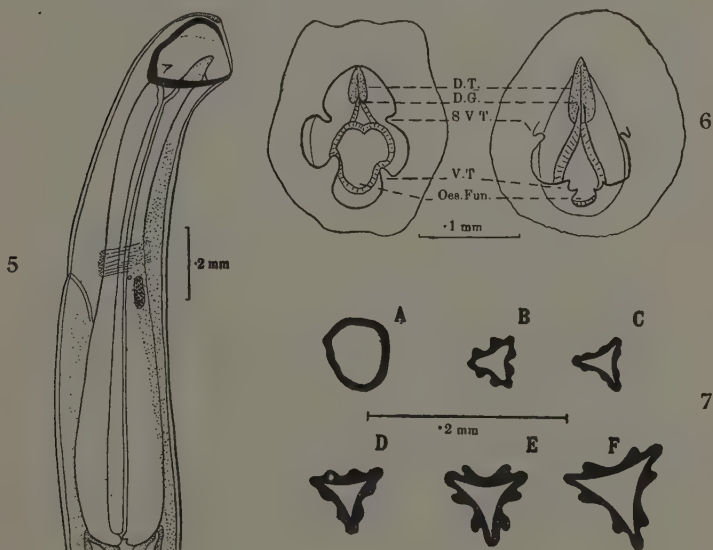 D.T.
D.G.
S V T.
V.T
Oes. Fun.
6
·1 mm
5
·2 mm
A
B
C
7
·2 mm
D
E
F